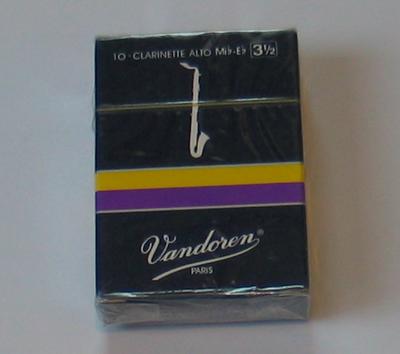 10 - CLARINETTE ALTO Mi♭-E♭ 3½
Vandoren®
PARIS